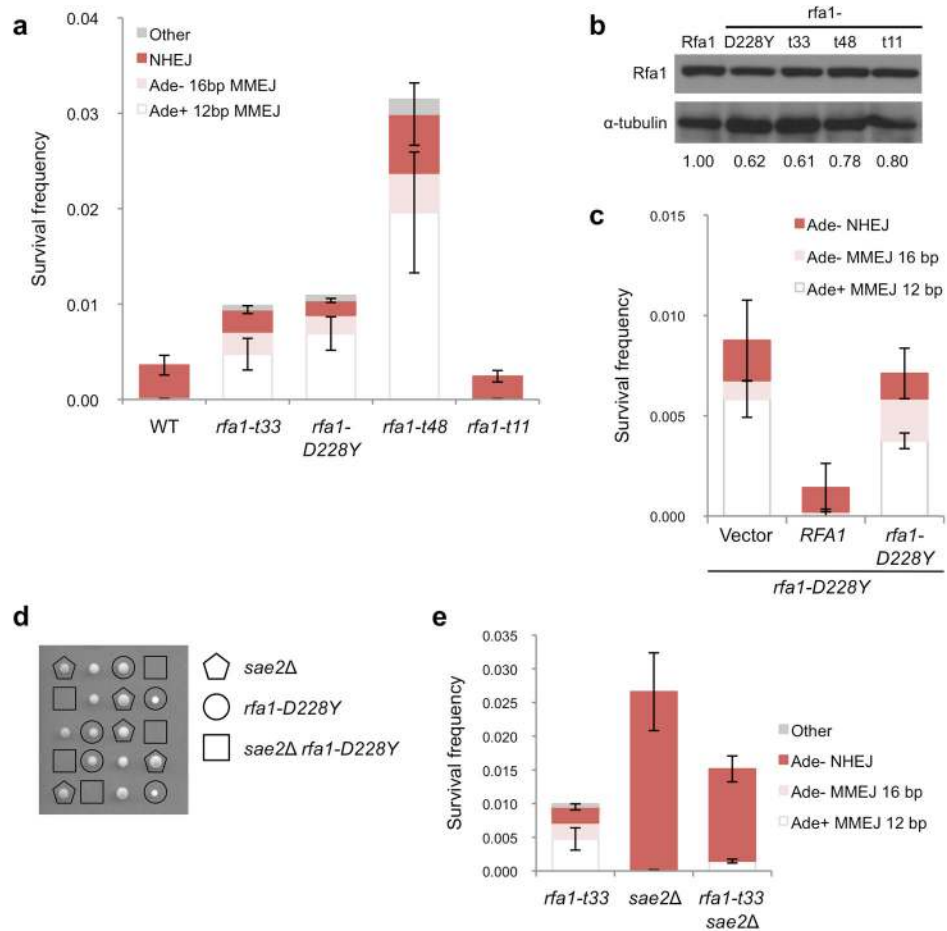 a
0.04
0.03
0.02
0.01
0.00
Survival frequency
Other
NHEJ
Ade- 16bp MMEJ
Ade+ 12bp MMEJ
WT
rfa1-t33
rfa1-
D228Y
rfa1-t48
rfa1-t11
b
rfa1-
Rfa1 D228Y t33 t48 t11
Rfa1
α-tubulin
1.00 0.62 0.61 0.78 0.80
c
0.015
0.010
0.005
0.000
Survival frequency
Ade- NHEJ
Ade- MMEJ 16 bp
Ade+ MMEJ 12 bp
Vector
RFA1
rfa1-
D228Y
rfa1-D228Y
d
sae2Δ
rfa1-D228Y
sae2Δ rfa1-D228Y
e
0.035
0.030
0.025
0.020
0.015
0.010
0.005
0.000
Survival frequency
Other
Ade- NHEJ
Ade- MMEJ 16 bp
Ade+ MMEJ 12 bp
rfa1-t33
sae2Δ
rfa1-t33
sae2Δ